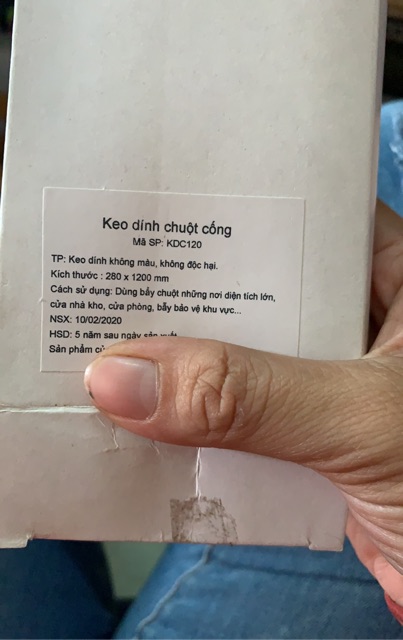 Keo dính chuột cống
Mã SP: KDC120
TP: Keo dính không màu, không độc hại.
Kích thước : 280 x 1200 mm
Cách sử dụng: Dùng bẫy chuột những nơi diện tích lớn,
cửa nhà kho, cửa phòng, bẫy bảo vệ khu vực...
NSX: 10/02/2020
HSD: 5 năm sau ngày sản xuất
Sản phẩm